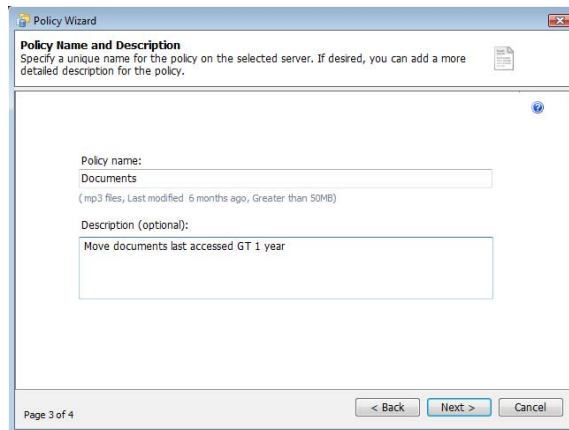 Policy Wizard
Policy Name and Description
Specify a unique name for the policy on the selected server. If desired, you can add a more
detailed description for the policy.
Policy name:
Documents
( mp3 files, Last modified 6 months ago, Greater than 50MB)
Description (optional):
Move documents last accessed GT 1 year
Page 3 of 4
< Back
Next >
Cancel